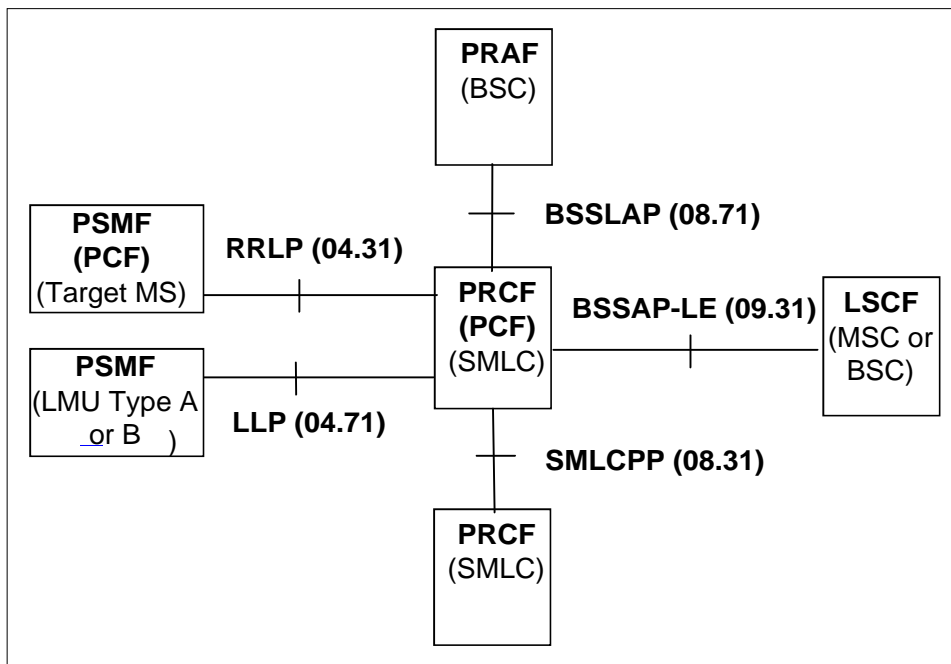 PRAF
(BSC)
BSSLAP (08.71)
PSMF
(PCF)
(Target MS)
RRLP (04.31)
PRCF
(PCF)
(SMLC)
BSSAP-LE (09.31)
LSCF
(MSC or
BSC)
PSMF
(LMU Type A
or B )
LLP (04.71)
SMLCPP (08.31)
PRCF
(SMLC)